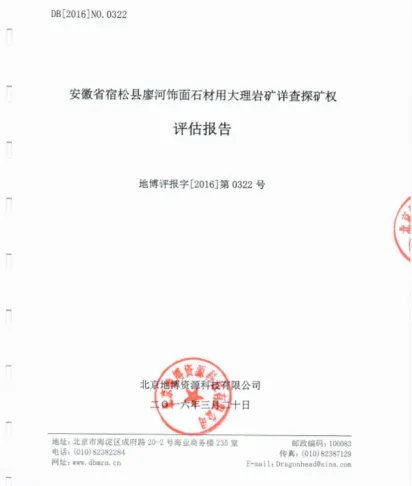 DB[2016]NO.0322
安徽省宿松县廖河饰面石材用大理岩矿详查探矿权
评估报告
地博评报字[2016]第 0322 号
北京地博资源科技有限公司
二〇一六年三月二十日
地址:北京市海淀区成府路 20-2 号海业商务楼 235 室
邮政编码:100083
电话:(010)82382284
传真:(010)82387129
网址:www.dbmcu.cn
E-mail:Dragonhead@sina.com